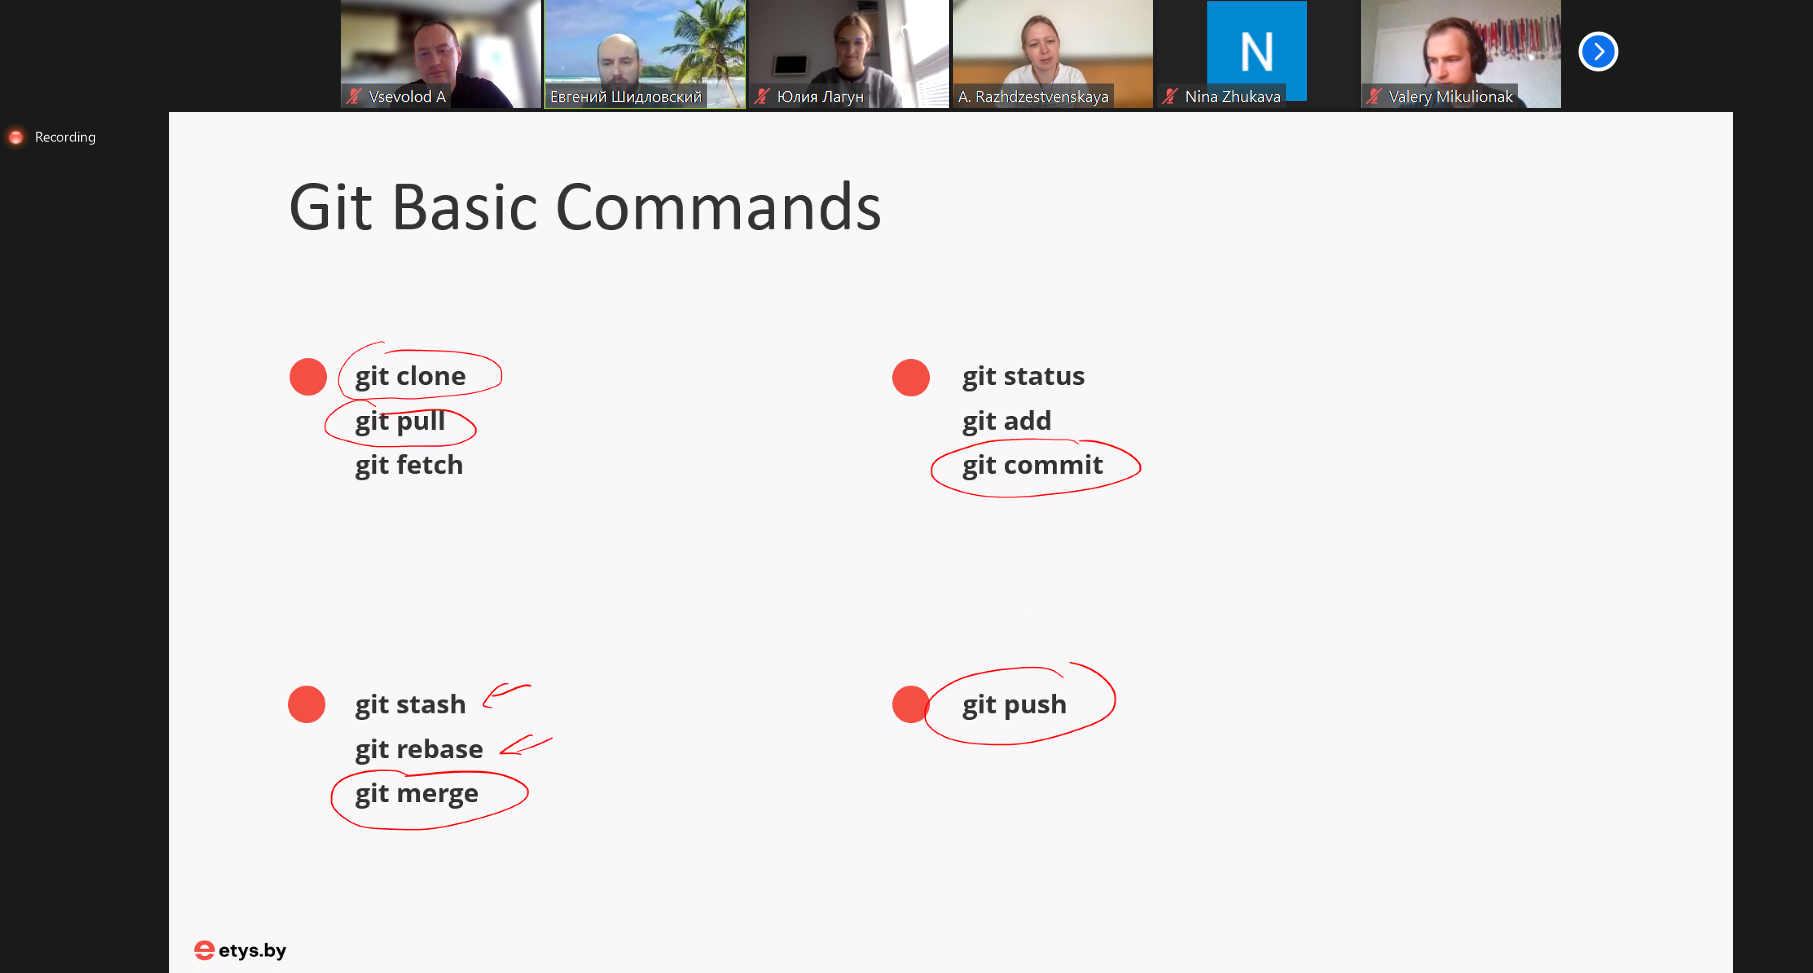 Vsevolod A
Евгений Шидловский
Юлия Лагун
A. Razhdzestvenskaya
N
Nina Zhukava
Valery Mikulionak
Recording
Git Basic Commands
git clone
git pull
git fetch
git status
git add
git commit
git stash
git rebase
git merge
git push
etys.by